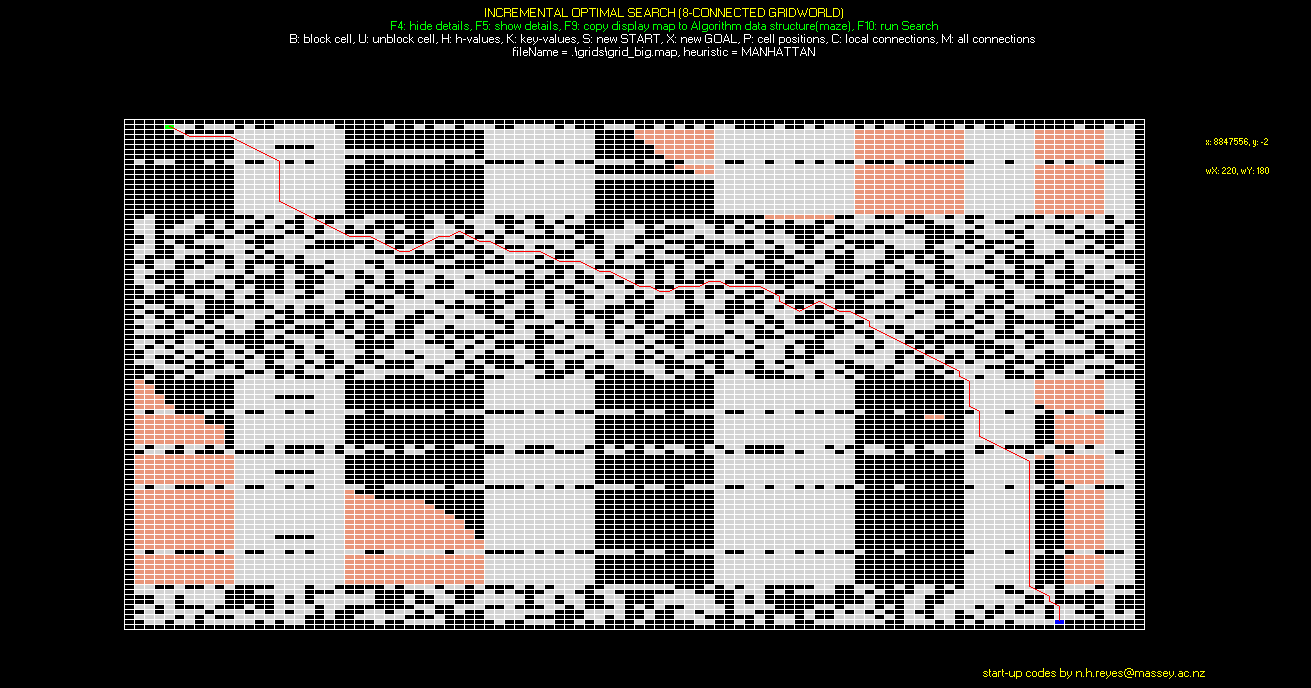 INCREMENTAL OPTIMAL SEARCH (8-CONNECTED GRIDWORLD)
F4: hide details, F5: show details, F9: copy display map to Algorithm data structure(maze), F10: run Search
B: block cell, U: unblock cell, H: h-values, K: key-values, S: new START, X: new GOAL, P: cell positions, C: local connections, M: all connections
fileName = .\grids\grid_big.map, heuristic = MANHATTAN
x: 8847556, y: -2
wX: 220, wY: 180
start-up codes by n.h.reyes@massey.ac.nz